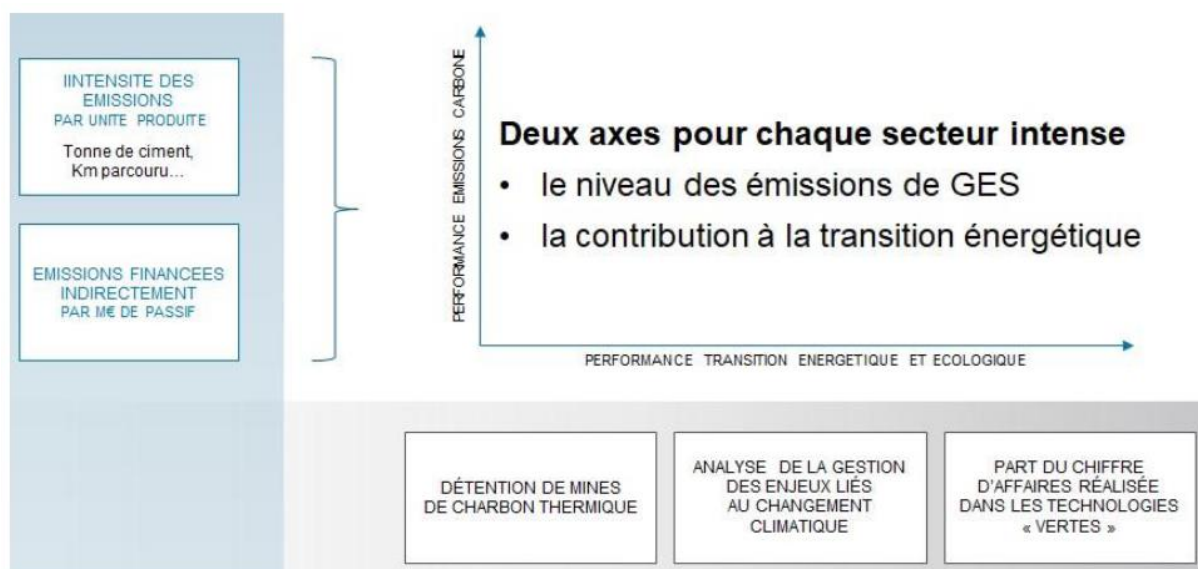 IINTENSITE DES
EMISSIONS
PAR UNITE PRODUITE
Tonne de ciment,
Km parcouru...
EMISSIONS FINANCEES
INDIRECTEMENT
PAR M€ DE PASSIF
PERFORMANCE EMISSIONS CARBONE
Deux axes pour chaque secteur intense
• le niveau des émissions de GES
• la contribution à la transition énergétique
PERFORMANCE TRANSITION ENERGETIQUE ET ECOLOGIQUE
DÉTENTION DE MINES
DE CHARBON THERMIQUE
ANALYSE DE LA GESTION
DES ENJEUX LIÉS
AU CHANGEMENT
CLIMATIQUE
PART DU CHIFFRE
D'AFFAIRES RÉALISÉE
DANS LES TECHNOLOGIES
« VERTES »